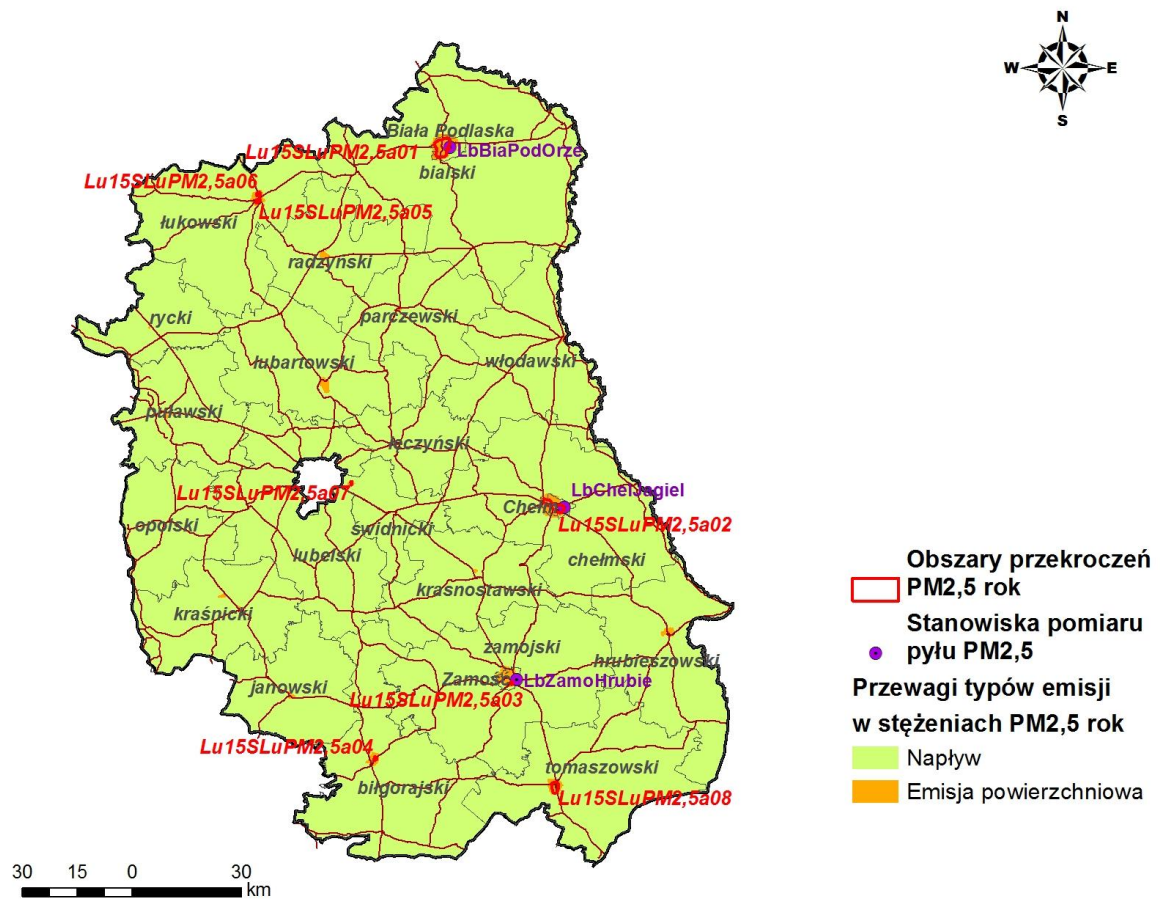 N
W
E
S
Biała Podlaska
Lu15SLuPM2,5a01
LbBiaPodOrze
bialski
Lu15SLuPM2,5a06
Lu15SLuPM2,5a05
łukowski
radzyński
rycki
parczewski
lubartowski
włodawski
puławski
łęczyński
LbChelJagiel
Lu15SLuPM2,5a07
Chełm
Lu15SLuPM2,5a02
opolski
świdnicki
lubelski
chełmski
krasnostawski
kraśnicki
zamojski
hrubieszowski
Zamość
LbZamoHrubie
janowski
Lu15SLuPM2,5a03
Lu15SLuPM2,5a04
tomaszowski
biłgorajski
Lu15SLuPM2,5a08
Obszary przekroczeń
PM2,5 rok
Stanowiska pomiaru
pyłu PM2,5
Przewagi typów emisji
w stężeniach PM2,5 rok
Napływ
Emisja powierzchniowa
30 15 0 30
km